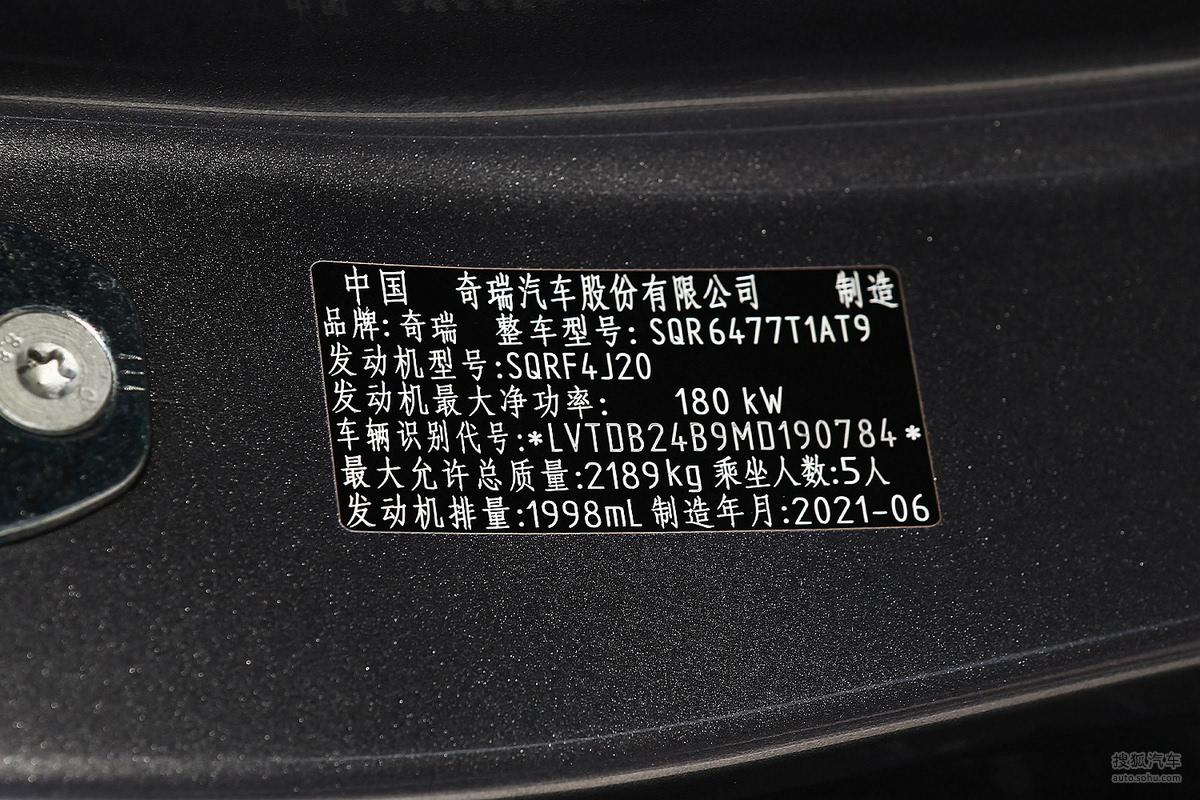 中国 奇瑞汽车股份有限公司 制造
品牌:奇瑞 整车型号:SQR6477T1AT9
发动机型号:SQRF4J20
发动机最大净功率: 180 kW
车辆识别代号:*LVTDB24B9MD190784*
最大允许总质量:2189kg 乘坐人数:5人
发动机排量:1998mL 制造年月:2021-06
搜狐汽车
auto.sohu.com